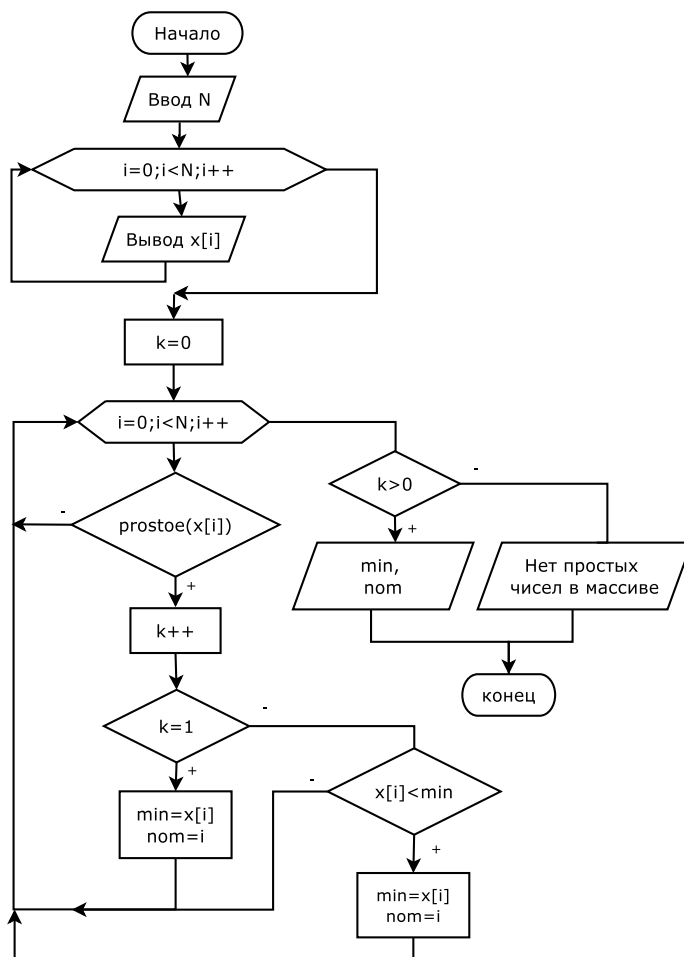 Начало
Ввод N
i=0;i<N;i++
Вывод x[i]
k=0
i=0;i<N;i++
k>0
-
+
prostoe(x[i])
-
+
min,
nom
Нет простых
чисел в массиве
k++
конец
k=1
-
+
min=x[i]
nom=i
x[i]<min
-
+
min=x[i]
nom=i